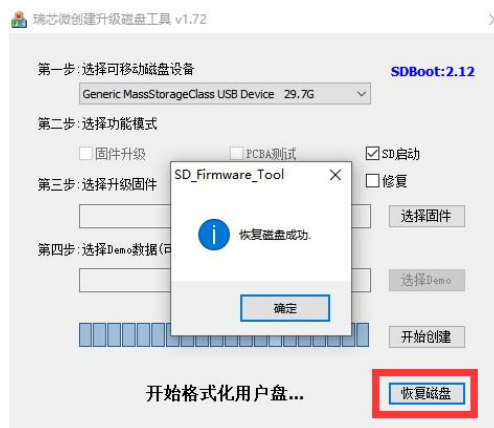 瑞芯微创建升级磁盘工具 v1.72
第一步:选择可移动磁盘设备
SDBoot:2.12
Generic MassStorageClass USB Device 29.7G
第二步:选择功能模式
固件升级
PCBA测试
SD启动
SD_Firmware_Tool
第三步:选择升级固件
修复
恢复磁盘成功.
选择固件
第四步:选择Demo数据(可
选择Demo
确定
开始创建
开始格式化用户盘...
恢复磁盘